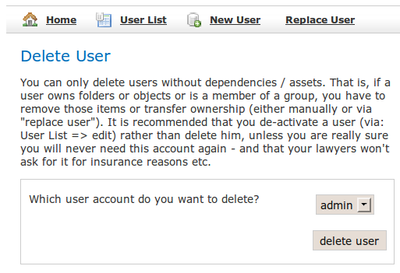 Home User List New User Replace User
Delete User
You can only delete users without dependencies / assets. That is, if a
user owns folders or objects or is a member of a group, you have to
remove those items or transfer ownership (either manually or via
"replace user"). It is recommended that you de-activate a user (via:
User List => edit) rather than delete him, unless you are really sure
you will never need this account again - and that your lawyers won't
ask for it for insurance reasons etc.
Which user account do you want to delete? admin
delete user